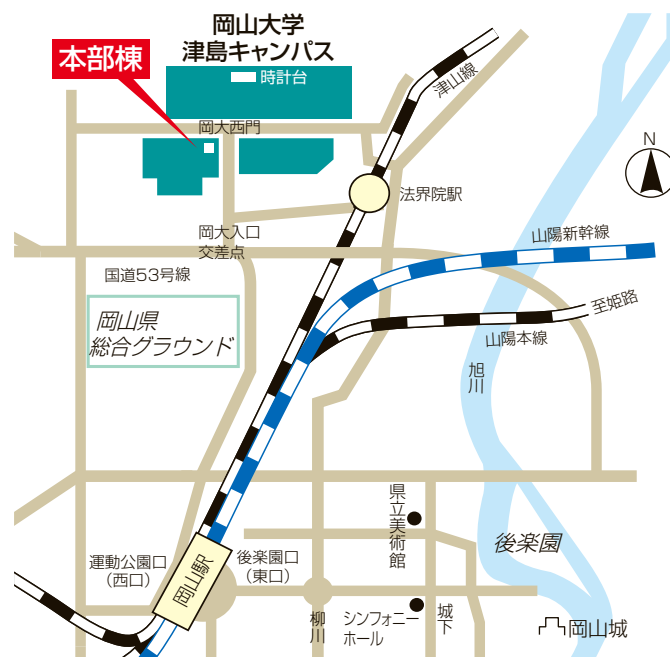 岡山大学
津島キャンパス
本部棟
時計台
津山線
岡大西門
N
法界院駅
岡大入口
交差点
山陽新幹線
国道53号線
至姫路
岡山県
総合グラウンド
山陽本線
旭川
県立美術館
後楽園
運動公園口
(西口)
後楽園口
(東口)
岡山駅
柳川
シンフォニー
ホール
城下
岡山城